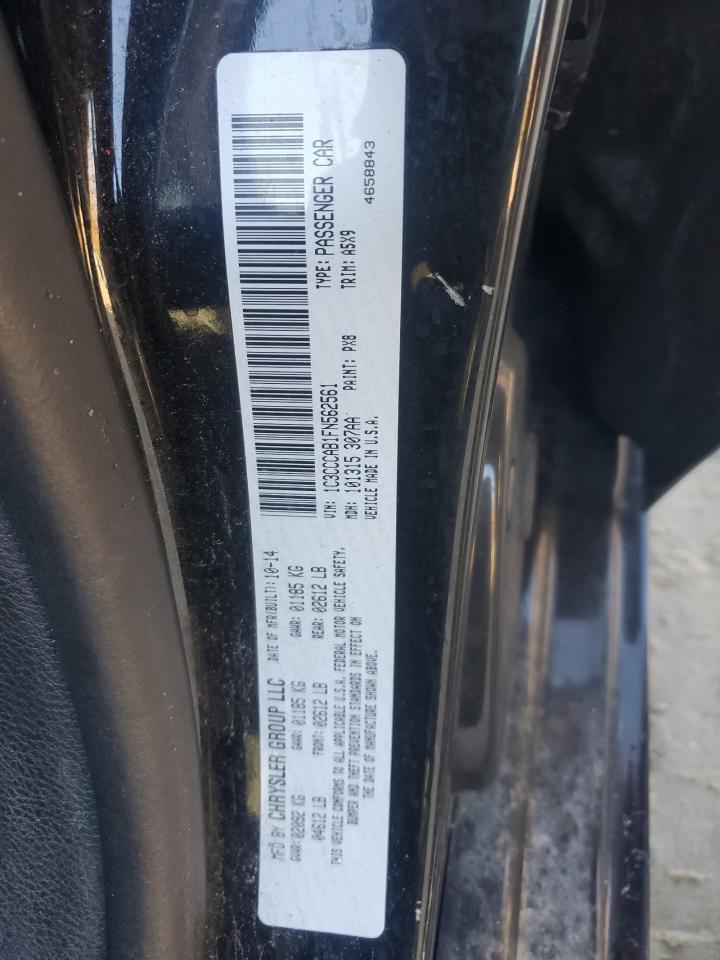 MFD BY CHRYSLER GROUP LLC DATE OF MFR(BUILT): 10-14
GVWR: 02092 KG GAWR: 01185 KG GAWR: 01185 KG
04612 LB FRONT: 02612 LB REAR: 02612 LB
THIS VEHICLE CONFORMS TO ALL APPLICABLE U.S.A. FEDERAL MOTOR VEHICLE SAFETY,
BUMPER AND THEFT PREVENTION STANDARDS IN EFFECT ON
THE DATE OF MANUFACTURE SHOWN ABOVE.
VIN: 1C3CCCAB1FN562561 TYPE: PASSENGER CAR
MDH: 101315 307AA PAINT: PX8 TRIM: A5X9
VEHICLE MADE IN U.S.A. 4658843